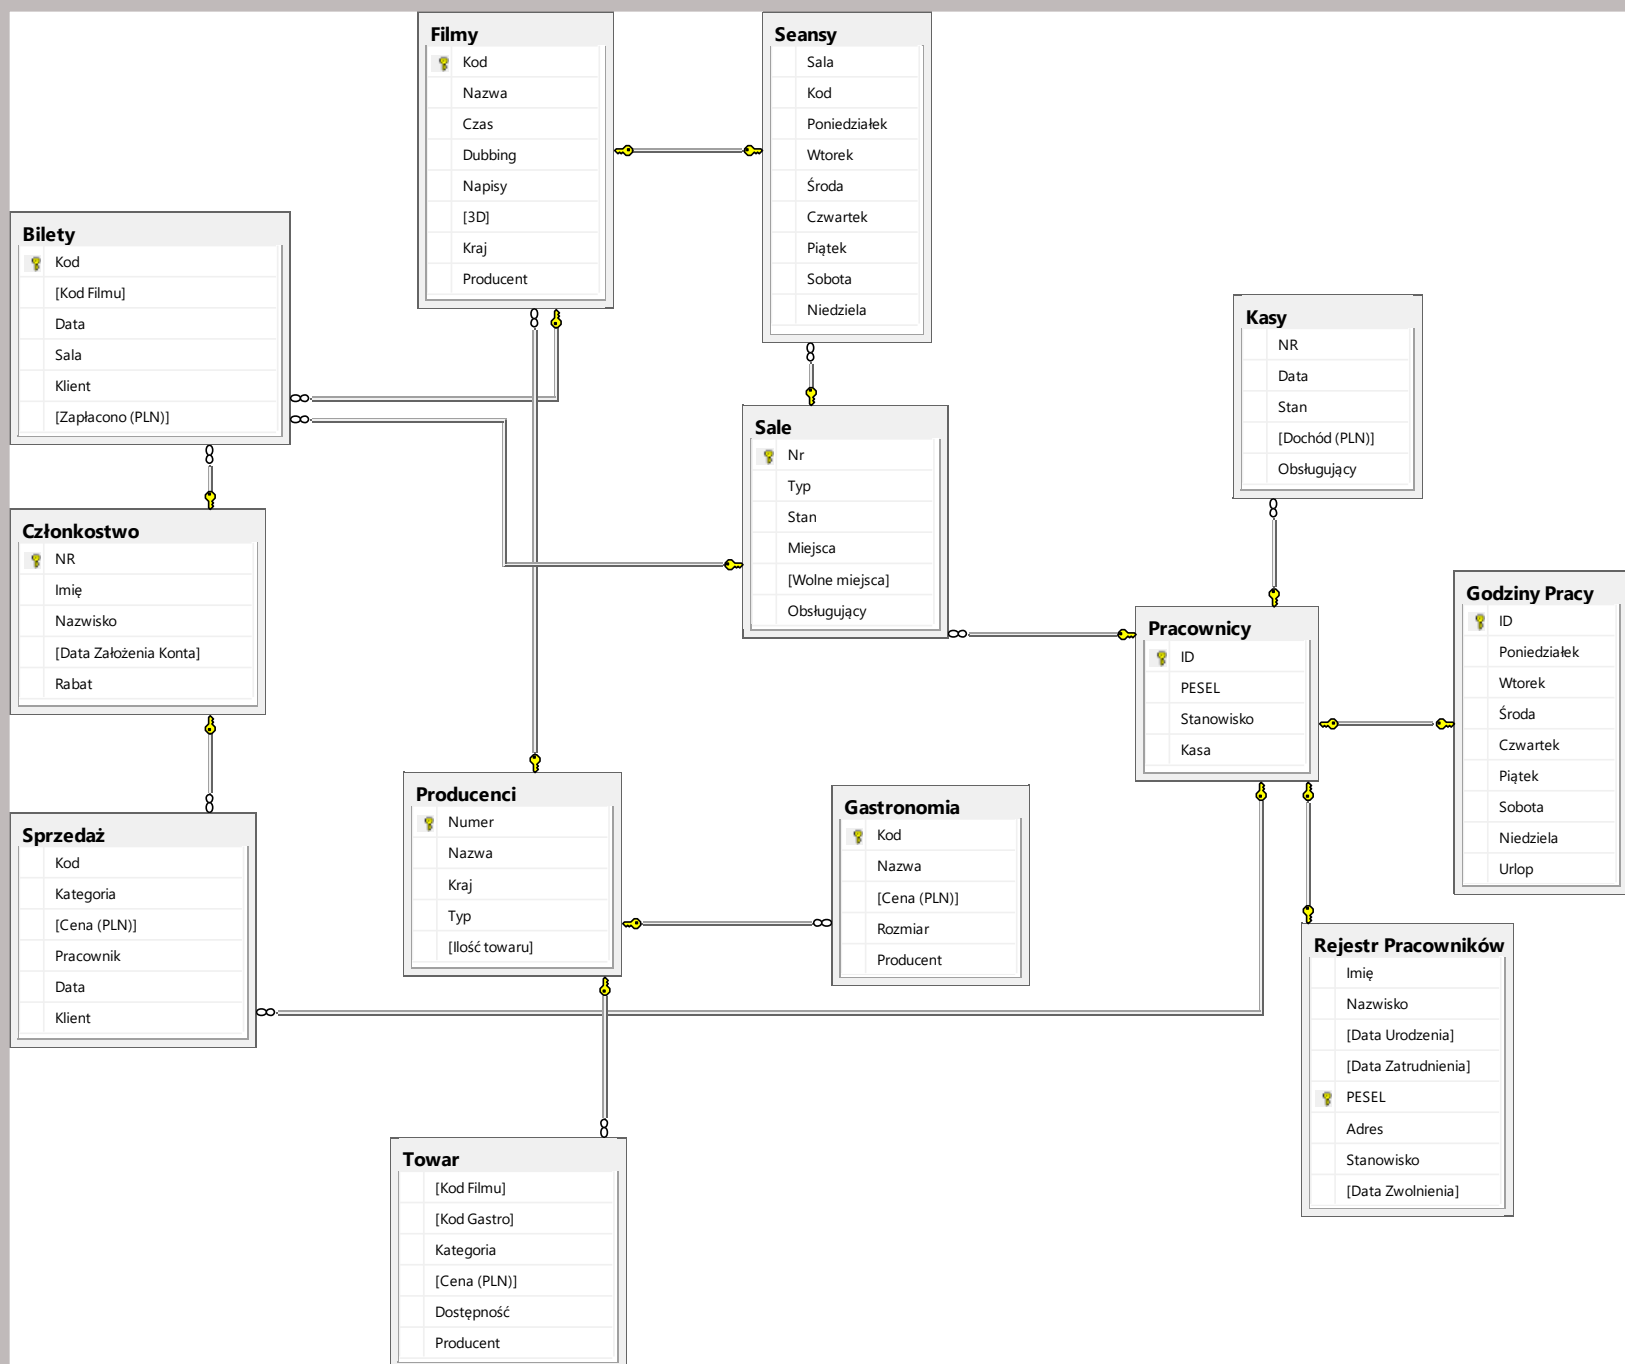 Filmy
Kod
Nazwa
Czas
Dubbing
Napisy
[3D]
Kraj
Producent
Seansy
Sala
Kod
Poniedziałek
Wtorek
Środa
Czwartek
Piątek
Sobota
Niedziela
Bilety
Kod
[Kod Filmu]
Data
Sala
Klient
[Zapłacono (PLN)]
Kasy
NR
Data
Stan
[Dochód (PLN)]
Obsługujący
Sale
Nr
Typ
Stan
Miejsca
[Wolne miejsca]
Obsługujący
Członkostwo
NR
Imię
Nazwisko
[Data Założenia Konta]
Rabat
Pracownicy
ID
PESEL
Stanowisko
Kasa
Godziny Pracy
ID
Poniedziałek
Wtorek
Środa
Czwartek
Piątek
Sobota
Niedziela
Urlop
Producenci
Numer
Nazwa
Kraj
Typ
[Ilość towaru]
Gastronomia
Kod
Nazwa
[Cena (PLN)]
Rozmiar
Producent
Sprzedaż
Kod
Kategoria
[Cena (PLN)]
Pracownik
Data
Klient
Rejestr Pracowników
Imię
Nazwisko
[Data Urodzenia]
[Data Zatrudnienia]
PESEL
Adres
Stanowisko
[Data Zwolnienia]
Towar
[Kod Filmu]
[Kod Gastro]
Kategoria
[Cena (PLN)]
Dostępność
Producent